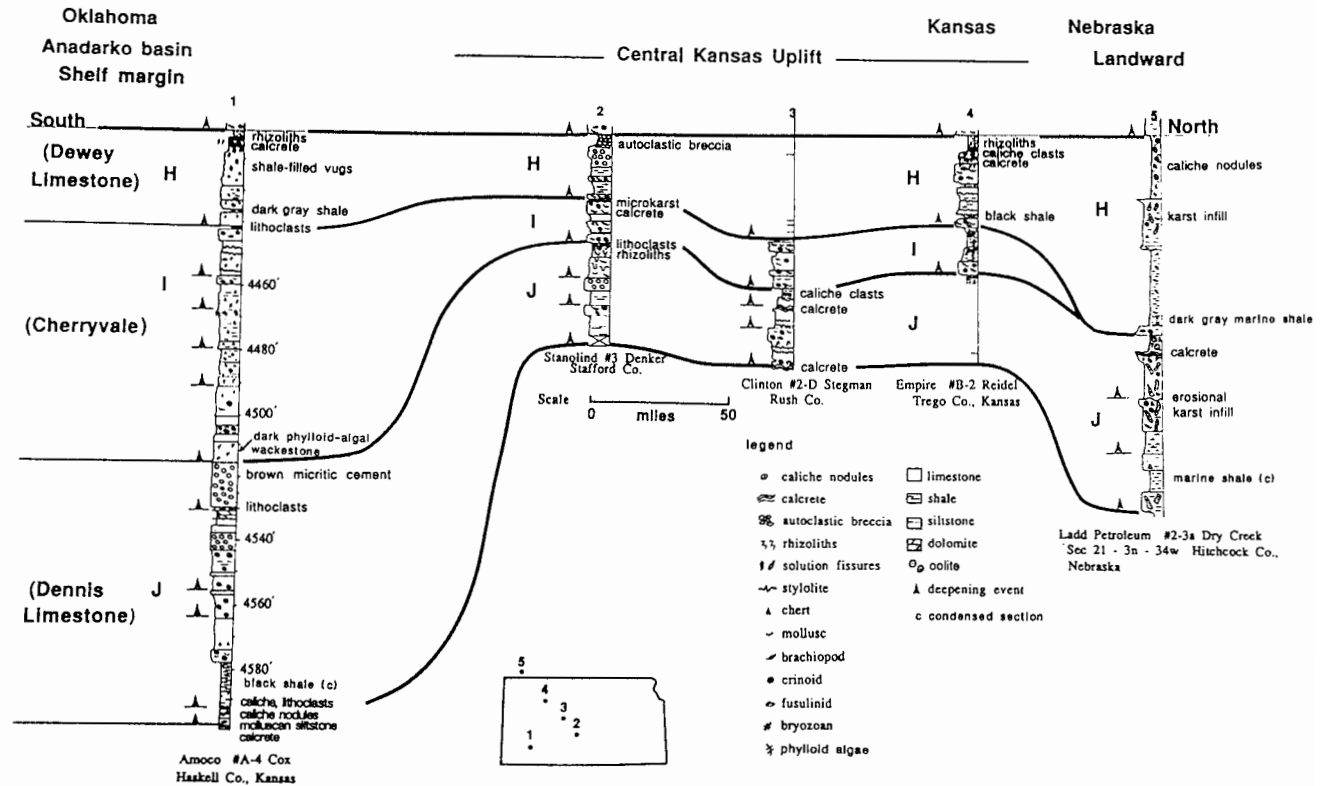 Oklahoma
Anadarko basin
Shelf margin
Central Kansas Uplift
Kansas
Nebraska
Landward
South
North
1
2
3
4
5
(Dewey
Limestone)
H
rhizoliths
calcrete
shale-filled vugs
dark gray shale
lithoclasts
I
(Cherryvale)
4460'
4480'
4500'
dark phylloid-algal
wackestone
brown micritic cement
lithoclasts
4540'
(Dennis
Limestone)
J
4560'
4580'
black shale (c)
caliche, lithoclasts
caliche nodules
molluscan siltstone
calcrete
Amoco #A-4 Cox
Haskell Co., Kansas
H
autoclastic breccia
microkarst
calcrete
I
lithoclasts
rhizoliths
J
Stanolind #3 Denker
Stafford Co.
Scale
0
50
miles
caliche clasts
calcrete
calcrete
Clinton #2-D Stegman
Rush Co.
H
rhizoliths
caliche clasts
calcrete
black shale
I
J
Empire #B-2 Reidel
Trego Co., Kansas
H
caliche nodules
karst infill
dark gray marine shale
calcrete
erosional
karst infill
J
marine shale (c)
Ladd Petroleum #2-3a Dry Creek
Sec 21 - 3n - 34w Hitchcock Co.,
Nebraska
legend
caliche nodules
calcrete
autoclastic breccia
rhizoliths
solution fissures
stylolite
chert
mollusc
brachiopod
crinoid
fusulinid
bryozoan
phylloid algae
limestone
shale
siltstone
dolomite
oolite
deepening event
c condensed section
5
4
3
2
1